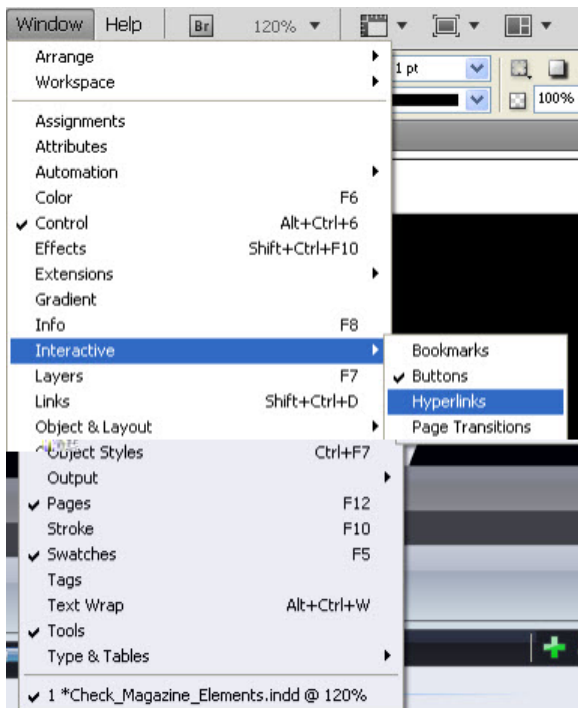 Window Help Br 120%
Arrange
1 pt
Workspace
100%
Assignments
Attributes
Automation
Color F6
Control Alt+Ctrl+6
Effects Shift+Ctrl+F10
Extensions
Gradient
Info F8
Interactive
Bookmarks
Layers F7
Buttons
Links Shift+Ctrl+D
Hyperlinks
Object & Layout
Page Transitions
Object Styles Ctrl+F7
Output
Pages F12
Stroke F10
Swatches F5
Tags
Text Wrap Alt+Ctrl+W
Tools
Type & Tables
1 *Check_Magazine_Elements.indd @ 120%